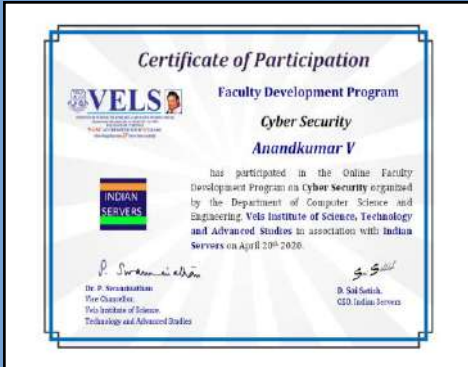 Certificate of Participation
VELS
Faculty Development Program
Cyber Security
Anandkumar V
has participated in the Online Faculty
Development Program on Cyber Security organized
by the Department of Computer Science and
Engineering, Vels Institute of Science, Technology
and Advanced Studies in association with Indian
Servers on April 20th 2020.
INDIAN
SERVERS
P. Swaminathan
Dr. P. Swaminathan
Vice Chancellor,
Vels Institute of Science,
Technology and Advanced Studies
D. Sai Satish,
CEO, Indian Servers